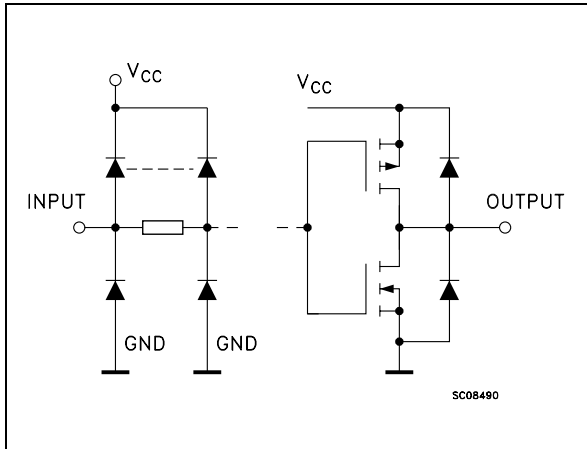 VCC
VCC
INPUT
OUTPUT
GND
GND
SC08490